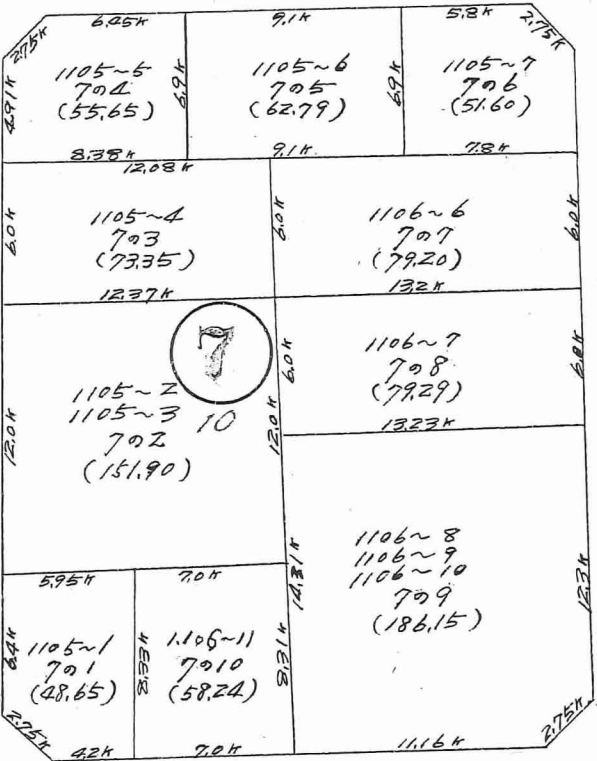 6.45K
9.1K
5.8K
2.75K
2.75K
4.91K
1105~5
7の4
(55.65)
6.9K
1105~6
7の5
(62.79)
6.9K
1105~7
7の6
(51.60)
8.38K
9.1K
7.8K
12.08K
6.0K
1105~4
7の3
(73.35)
6.0K
1106~6
7の7
(79.20)
6.0K
12.37K
13.2K
7
10
12.0K
1105~2
1105~3
7の2
(151.90)
12.0K
6.0K
1106~7
7の8
(79.29)
6.0K
13.23K
5.95K
7.0K
14.31K
1106~8
1106~9
1106~10
7の9
(186.15)
12.3K
6.4K
1105~1
7の1
(48.65)
8.33K
1106~11
7の10
(58.24)
8.31K
2.75K
4.2K
7.0K
11.16K
2.75K